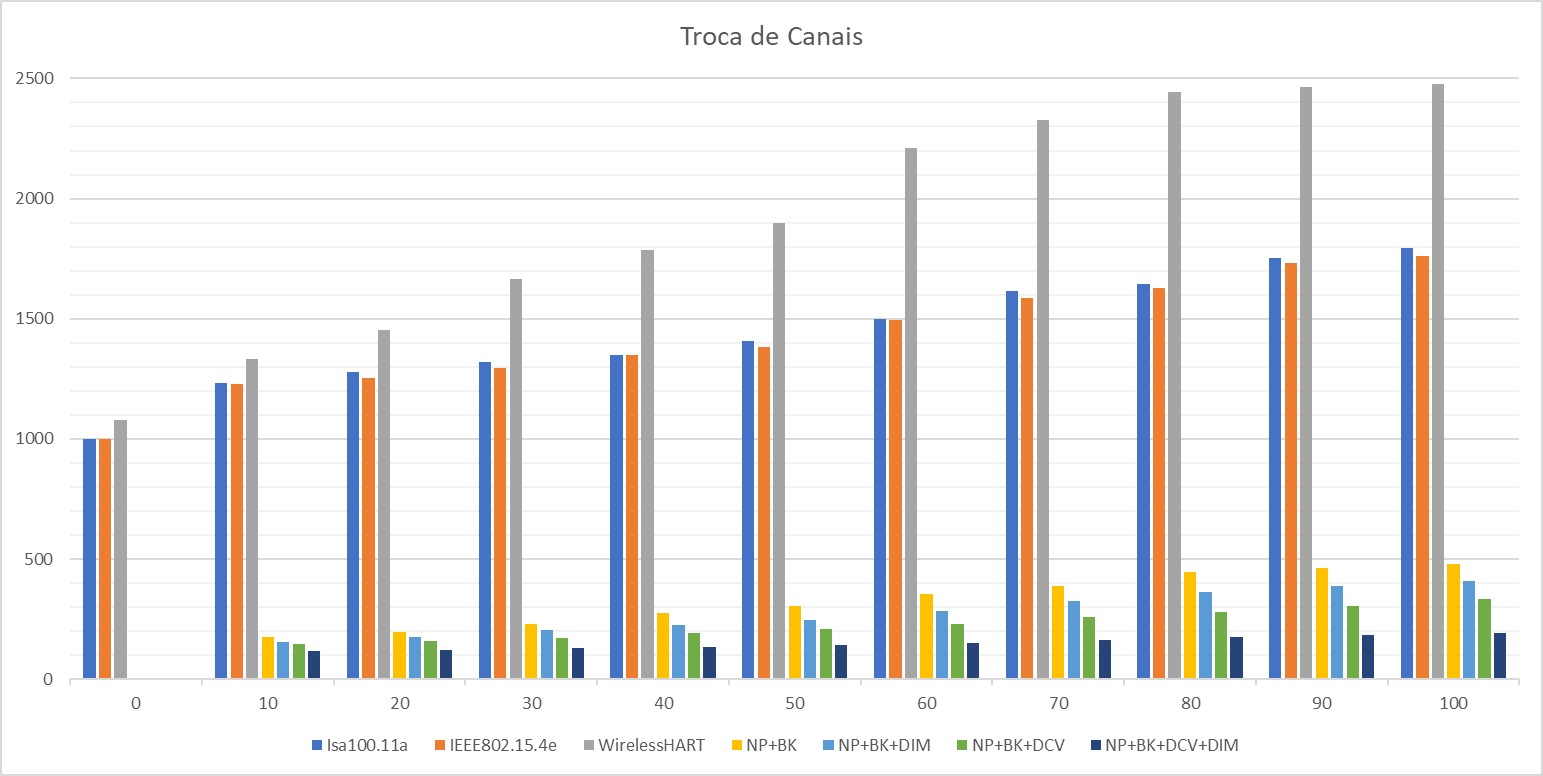 Troca de Canais
2500
2000
1500
1000
500
0
0 10 20 30 40 50 60 70 80 90 100
Isa100.11a IEEE802.15.4e WirelessHART NP+BK NP+BK+DIM NP+BK+DCV NP+BK+DCV+DIM